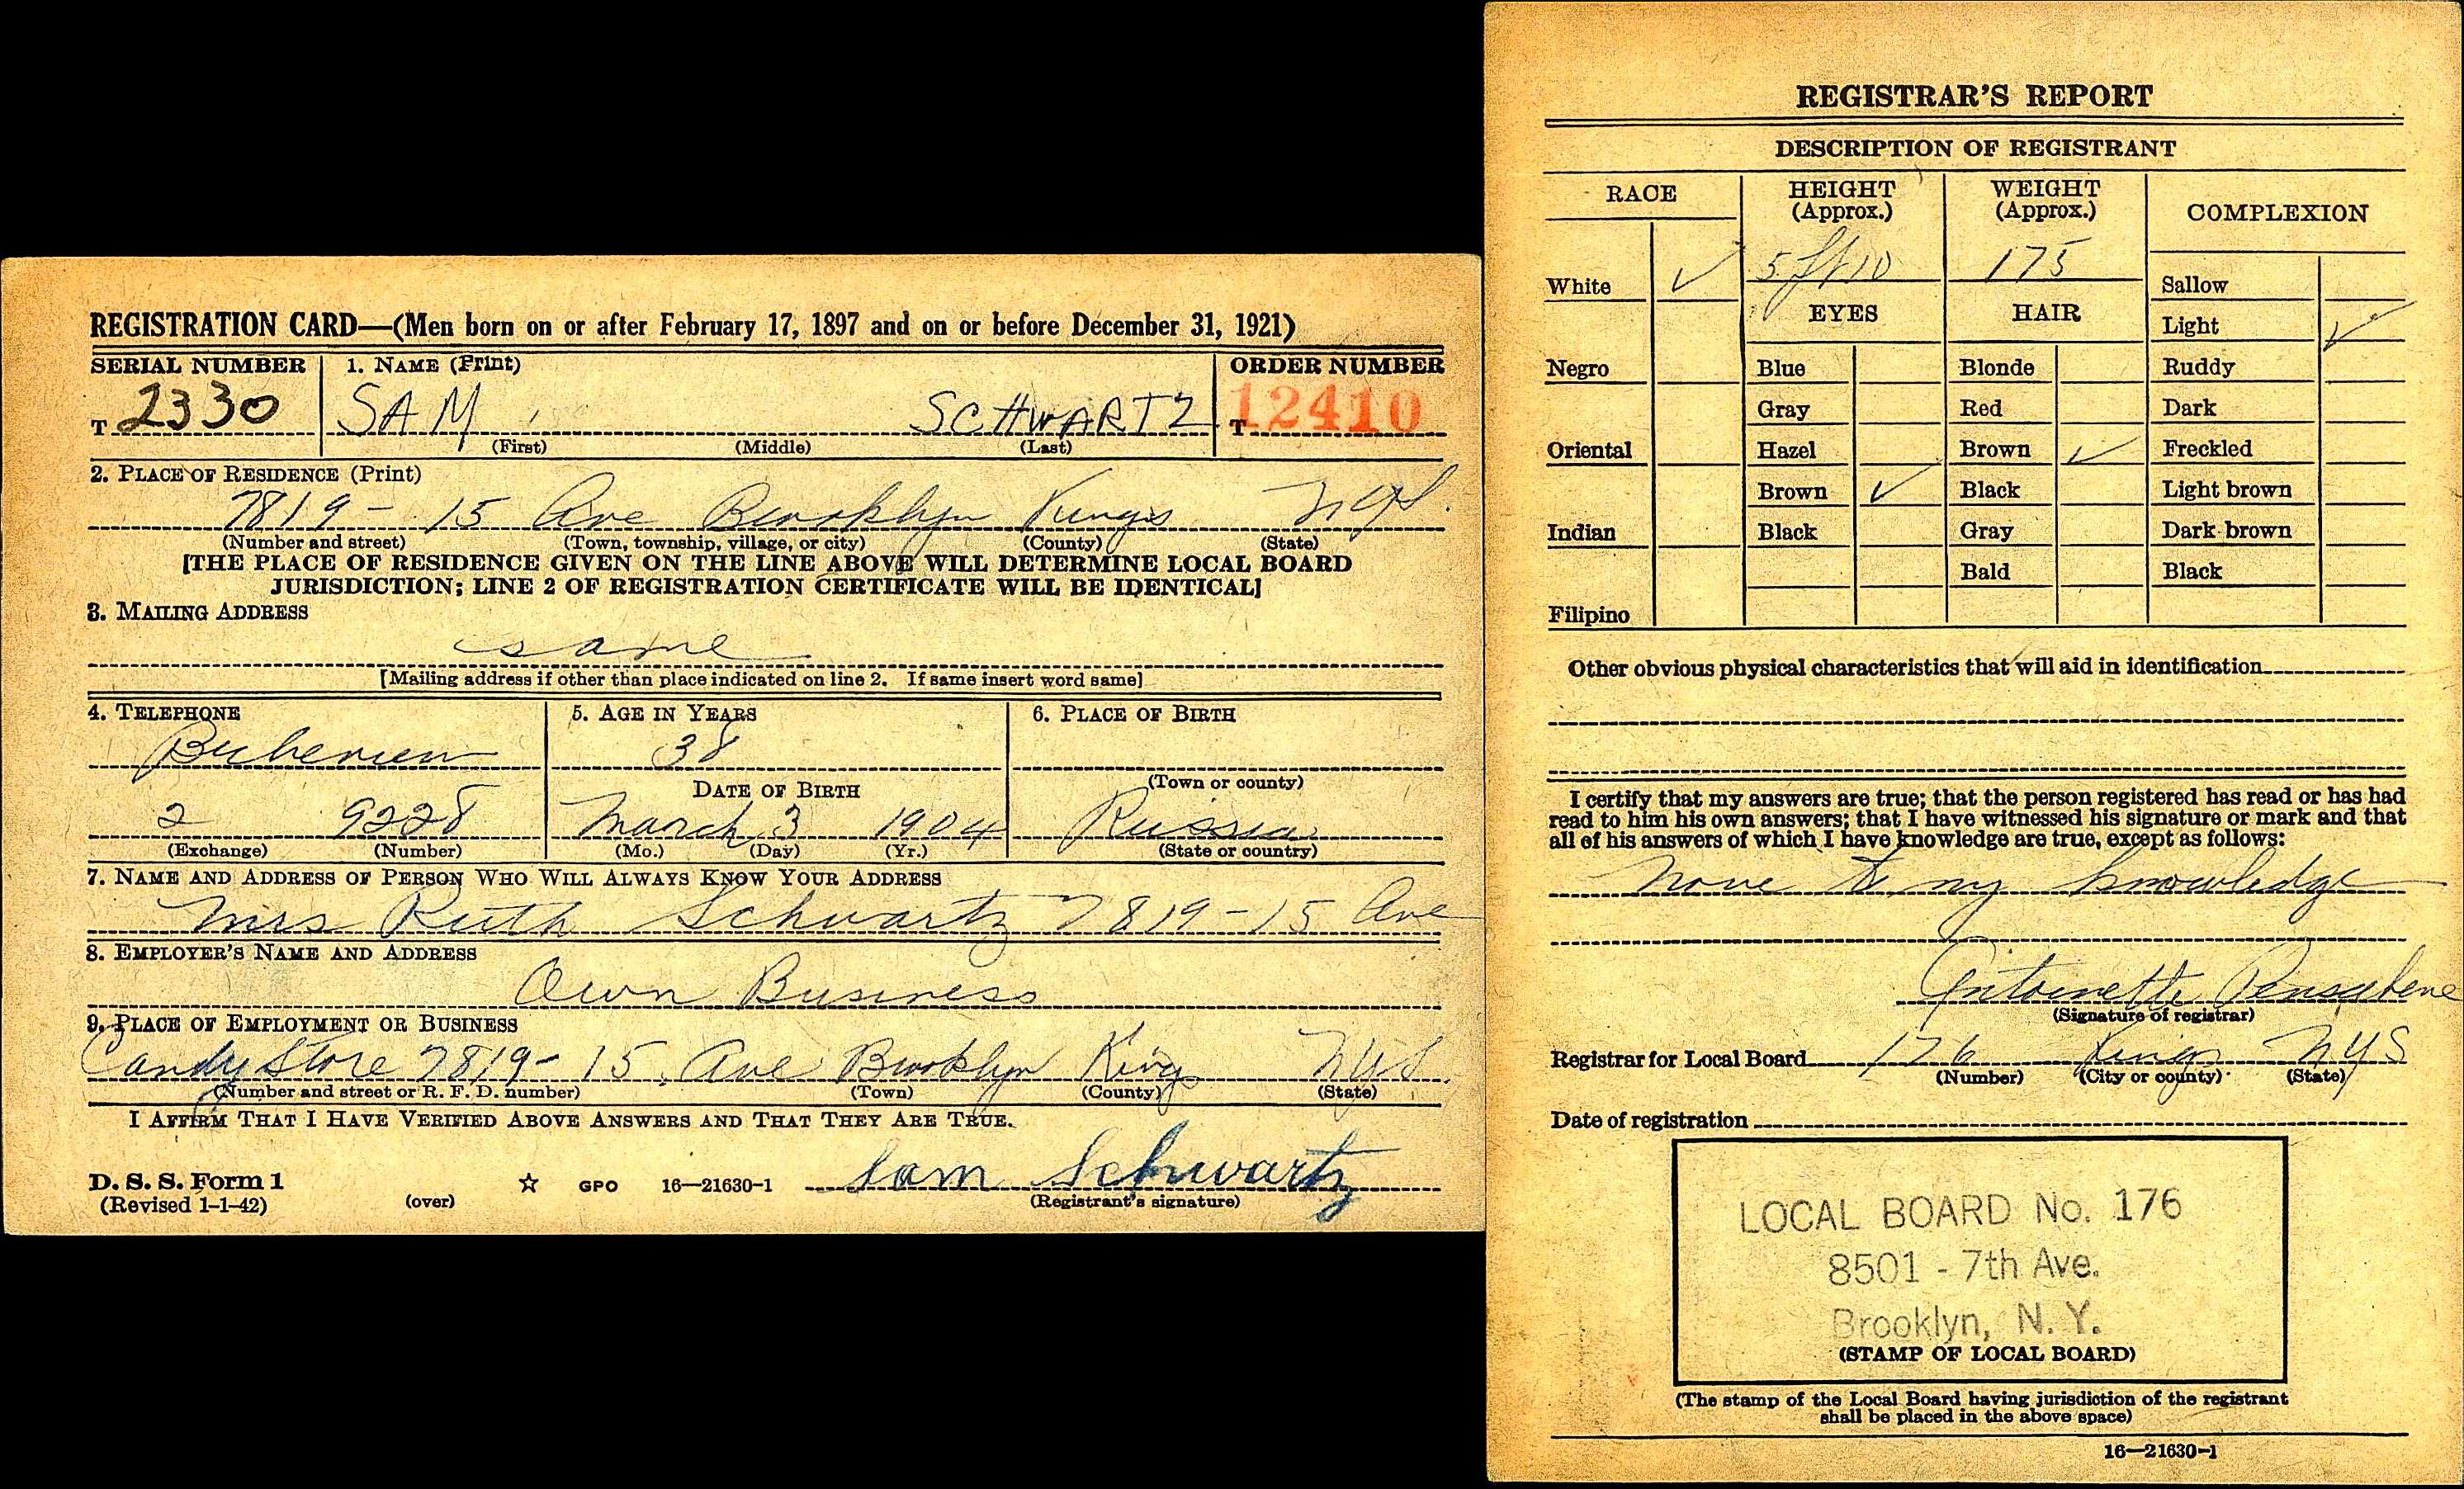 REGISTRATION CARD—(Men born on or after February 17, 1897 and on or before December 31, 1921)
SERIAL NUMBER 1. NAME (Print) ORDER NUMBER
T 2330 SAM SCHWARTZ T 12410
(First) (Middle) (Last)
2. PLACE OF RESIDENCE (Print)
7819 - 15 Ave Brooklyn Kings NYS.
(Number and street) (Town, township, village, or city) (County) (State)
[THE PLACE OF RESIDENCE GIVEN ON THE LINE ABOVE WILL DETERMINE LOCAL BOARD
JURISDICTION; LINE 2 OF REGISTRATION CERTIFICATE WILL BE IDENTICAL]
3. MAILING ADDRESS
same
[Mailing address if other than place indicated on line 2. If same insert word same]
4. TELEPHONE 5. AGE IN YEARS 6. PLACE OF BIRTH
38
DATE OF BIRTH (Town or county)
2 9228 March 3 1904 Russia
(Exchange) (Number) (Mo.) (Day) (Yr.) (State or country)
7. NAME AND ADDRESS OF PERSON WHO WILL ALWAYS KNOW YOUR ADDRESS
Mrs Ruth Schwartz 7819 - 15 Ave
8. EMPLOYER'S NAME AND ADDRESS
Own Business
9. PLACE OF EMPLOYMENT OR BUSINESS
Candy Store 7819 - 15 Ave Brooklyn Kings NYS.
(Number and street or R. F. D. number) (Town) (County) (State)
I AFFIRM THAT I HAVE VERIFIED ABOVE ANSWERS AND THAT THEY ARE TRUE.
Sam Schwartz
D. S. S. Form 1 GPO 16—21630-1
(Revised 1-1-42) (over) (Registrant's signature)
REGISTRAR'S REPORT
DESCRIPTION OF REGISTRANT
RACE HEIGHT (Approx.) WEIGHT (Approx.) COMPLEXION
5 ft 10 175
White ✓ Sallow
EYES HAIR Light ✓
Negro Blue Blonde Ruddy
Gray Red Dark
Oriental Hazel Brown ✓ Freckled
Brown ✓ Black Light brown
Indian Black Gray Dark brown
Bald Black
Filipino
Other obvious physical characteristics that will aid in identification
I certify that my answers are true; that the person registered has read or has had
read to him his own answers; that I have witnessed his signature or mark and that
all of his answers of which I have knowledge are true, except as follows:
None to my knowledge
Antoinette Pensabene
(Signature of registrar)
Registrar for Local Board 176 Kings NYS
(Number) (City or county) (State)
Date of registration
LOCAL BOARD No. 176
8501 - 7th Ave.
Brooklyn, N. Y.
(STAMP OF LOCAL BOARD)
(The stamp of the Local Board having jurisdiction of the registrant
shall be placed in the above space)
16—21630-1